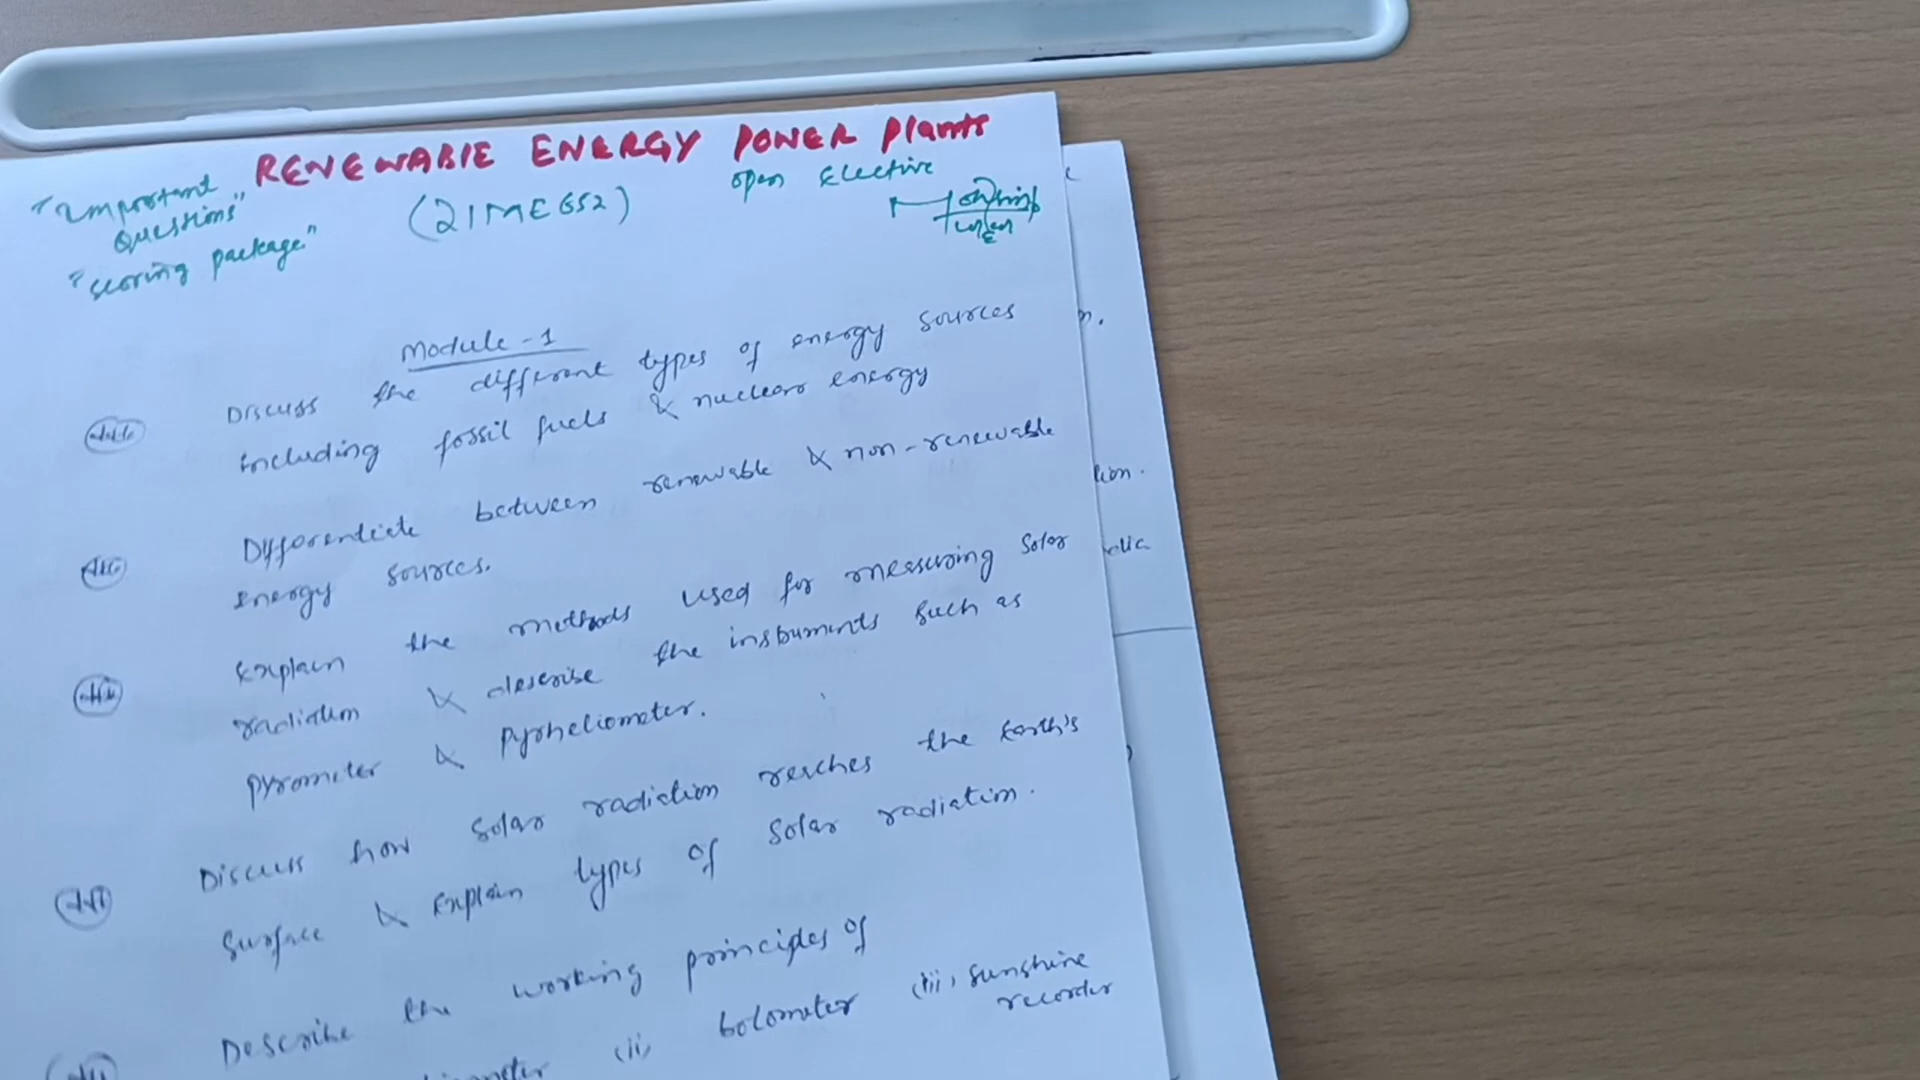 RENEWABLE ENERGY POWER Plants
"Important Questions"
"scoring package"
(21ME652)
open Elective
Module-1
Discuss the different types of energy sources
including fossil fuels & nuclear energy
Differentiate between renewable & non-renewable
energy sources.
Explain the methods used for measuring solar
radiation & describe the instruments such as
pyrometer & pyrheliometer.
Discuss how solar radiation reaches the Earth's
surface & explain types of solar radiation.
Describe the working principles of
(ii) bolometer (iii) sunshine
recorder